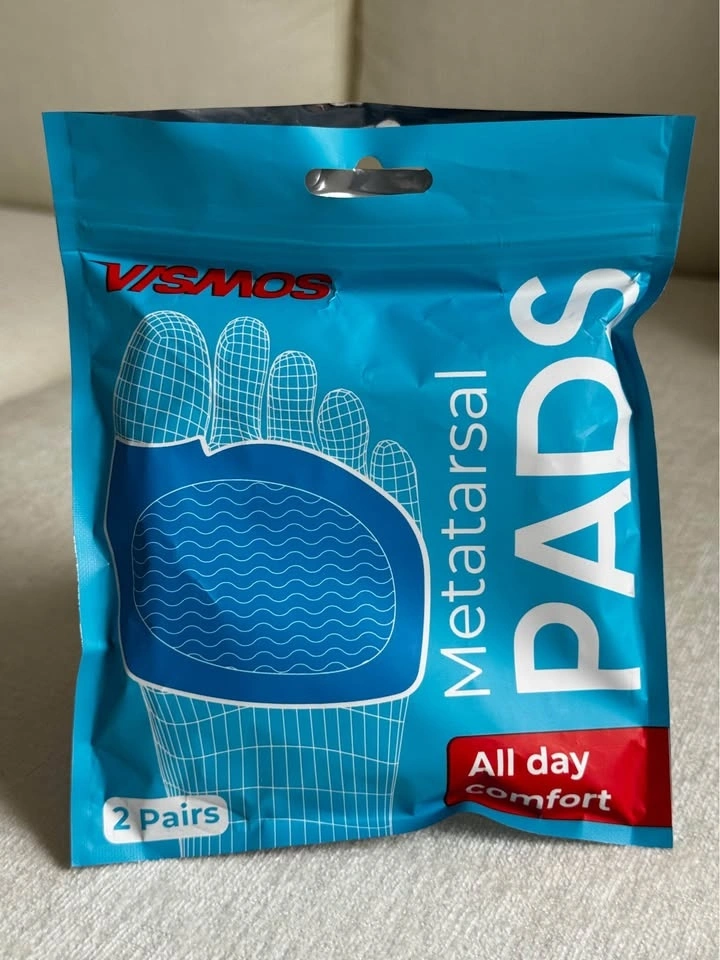 VISMOS
Metatarsal
PADS
All day
comfort
2 Pairs